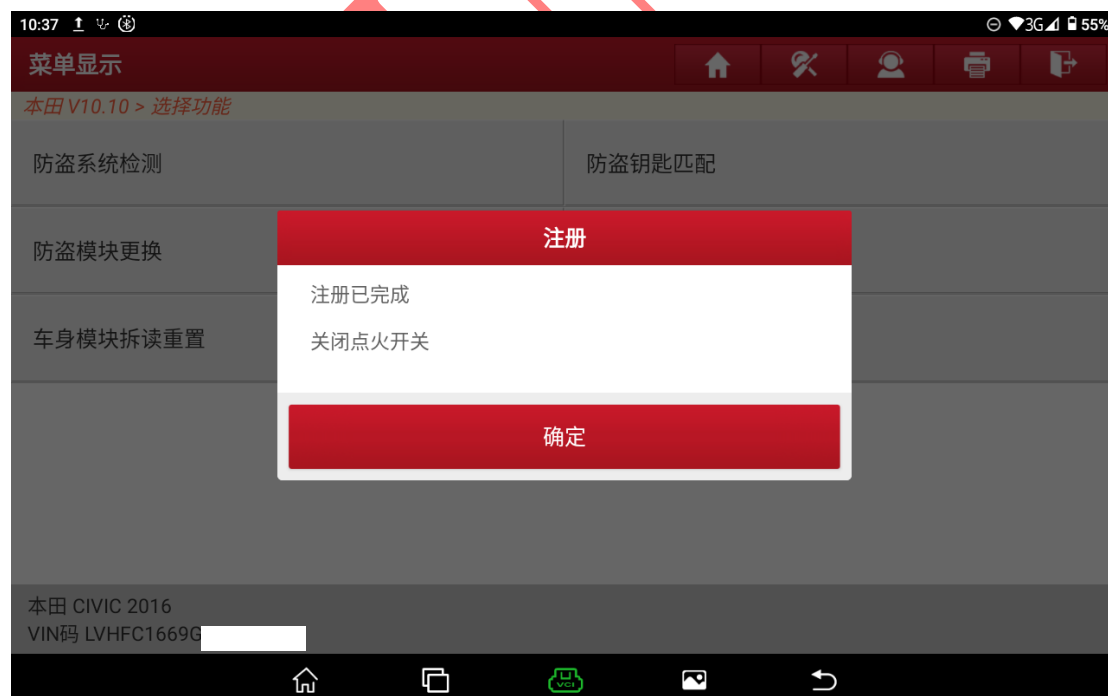 10:37
3G 55%
菜单显示
本田 V10.10 > 选择功能
防盗系统检测
防盗钥匙匹配
防盗模块更换
注册
注册已完成
车身模块拆读重置
关闭点火开关
确定
本田 CIVIC 2016
VIN码 LVHFC1669G
VCI